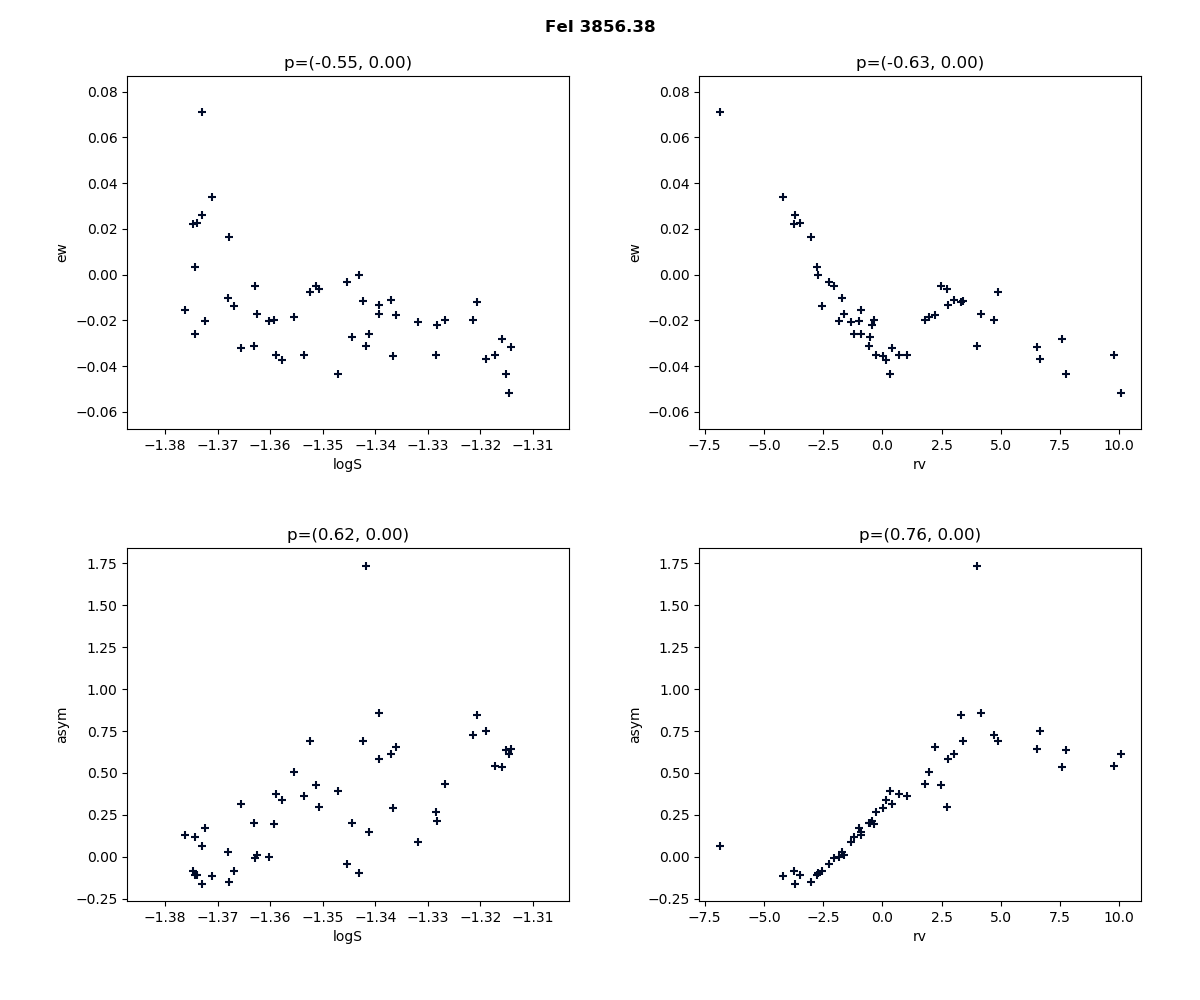 FeI 3856.38
p=(-0.55, 0.00)
0.08
0.06
0.04
0.02
0.00
−0.02
−0.04
−0.06
ew
−1.38 −1.37 −1.36 −1.35 −1.34 −1.33 −1.32 −1.31
logS
p=(-0.63, 0.00)
0.08
0.06
0.04
0.02
0.00
−0.02
−0.04
−0.06
ew
−7.5 −5.0 −2.5 0.0 2.5 5.0 7.5 10.0
rv
p=(0.62, 0.00)
1.75
1.50
1.25
1.00
0.75
0.50
0.25
0.00
−0.25
asym
−1.38 −1.37 −1.36 −1.35 −1.34 −1.33 −1.32 −1.31
logS
p=(0.76, 0.00)
1.75
1.50
1.25
1.00
0.75
0.50
0.25
0.00
−0.25
asym
−7.5 −5.0 −2.5 0.0 2.5 5.0 7.5 10.0
rv